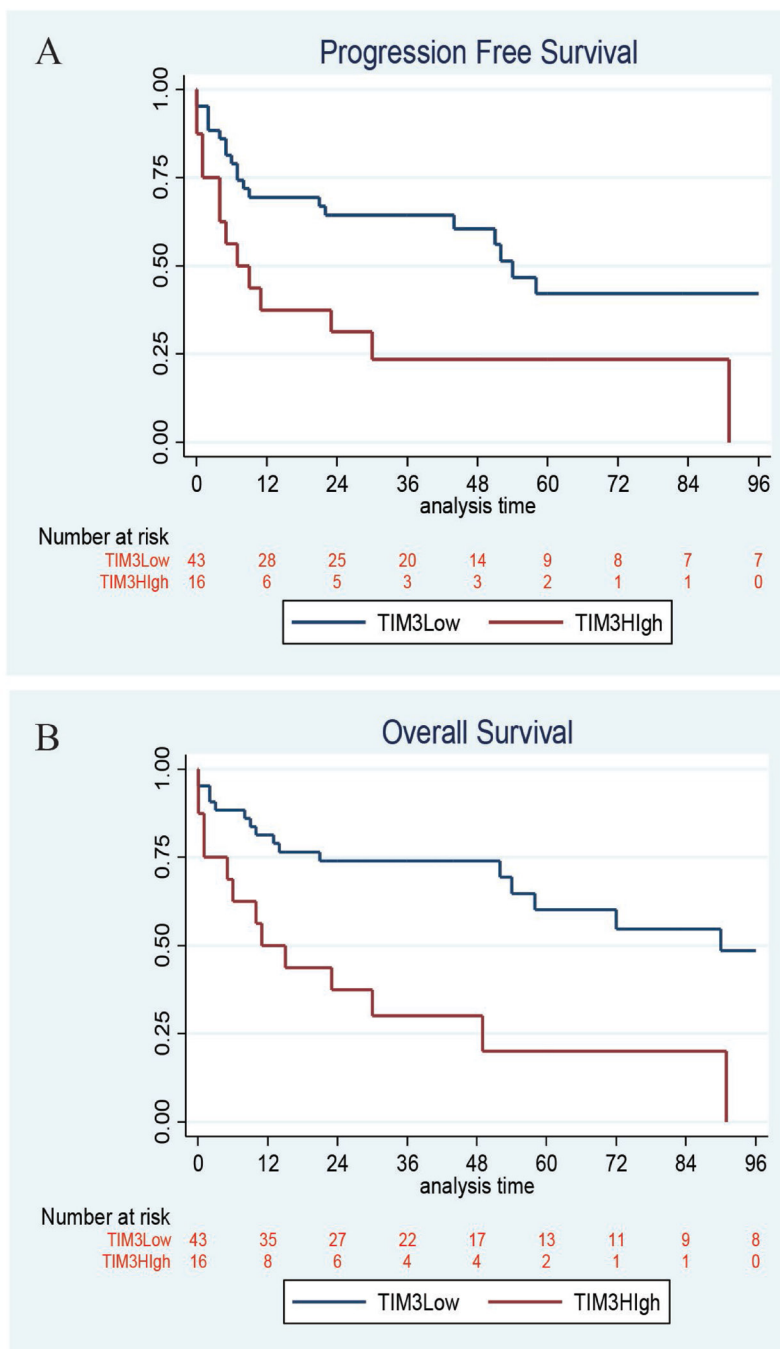 A
Progression Free Survival
1.00
0.75
0.50
0.25
0.00
0 12 24 36 48 60 72 84 96
analysis time
Number at risk
TIM3Low 43 28 25 20 14 9 8 7 7
TIM3HIgh 16 6 5 3 3 2 1 1 0
TIM3Low TIM3HIgh
B
Overall Survival
1.00
0.75
0.50
0.25
0.00
0 12 24 36 48 60 72 84 96
analysis time
Number at risk
TIM3Low 43 35 27 22 17 13 11 9 8
TIM3HIgh 16 8 6 4 4 2 1 1 0
TIM3Low TIM3HIgh